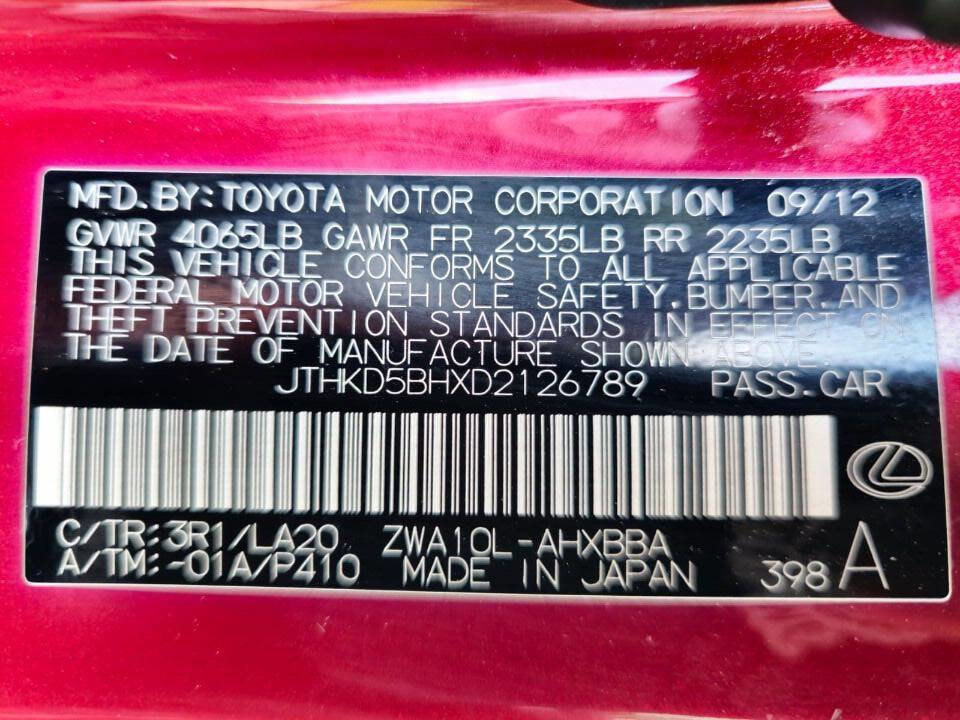 MFD.BY:TOYOTA MOTOR CORPORATION 09/12
GVWR 4065LB GAWR FR 2335LB RR 2235LB
THIS VEHICLE CONFORMS TO ALL APPLICABLE
FEDERAL MOTOR VEHICLE SAFETY,BUMPER,AND
THEFT PREVENTION STANDARDS IN EFFECT ON
THE DATE OF MANUFACTURE SHOWN ABOVE.
JTHKD5BHXD2126789 PASS.CAR
C/TR:3R1/LA20 ZWA10L-AHXBBA
A/TM:-01A/P410 MADE IN JAPAN 398 A